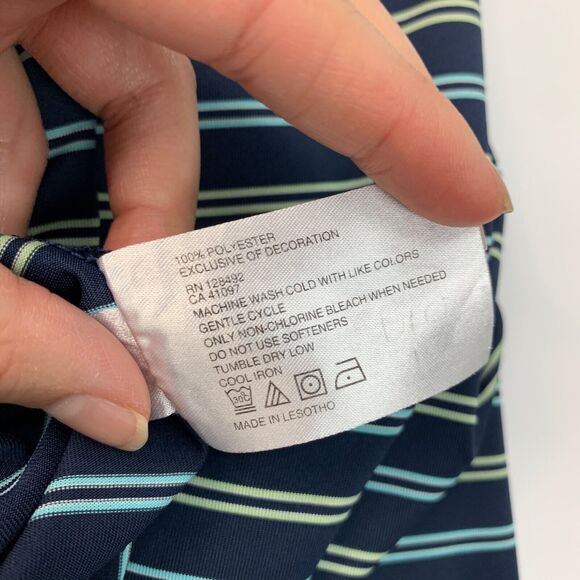 100% POLYESTER
EXCLUSIVE OF DECORATION
RN 128492
CA 41097
MACHINE WASH COLD WITH LIKE COLORS
GENTLE CYCLE
ONLY NON-CHLORINE BLEACH WHEN NEEDED
DO NOT USE SOFTENERS
TUMBLE DRY LOW
COOL IRON
30°
MADE IN LESOTHO